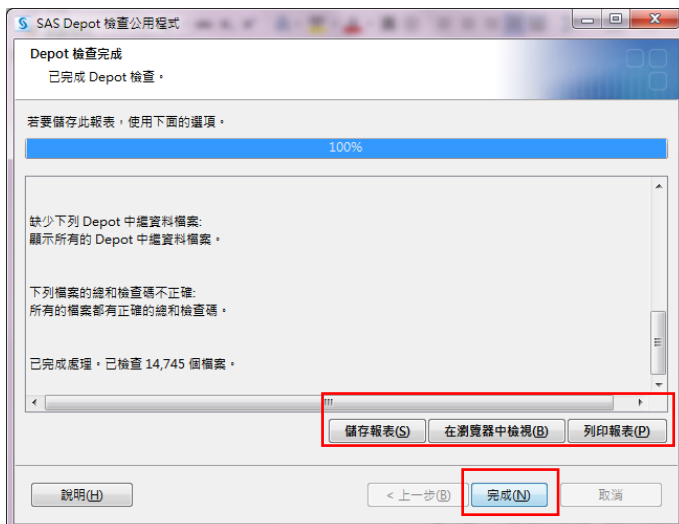 SAS Depot 檢查公用程式
Depot 檢查完成
已完成 Depot 檢查。
若要儲存此報表，使用下面的選項。
100%
缺少下列 Depot 中繼資料檔案:
顯示所有的 Depot 中繼資料檔案。
下列檔案的總和檢查碼不正確:
所有的檔案都有正確的總和檢查碼。
已完成處理。已檢查 14,745 個檔案。
儲存報表(S) 在瀏覽器中檢視(B) 列印報表(P)
說明(H) < 上一步(B) 完成(N) 取消